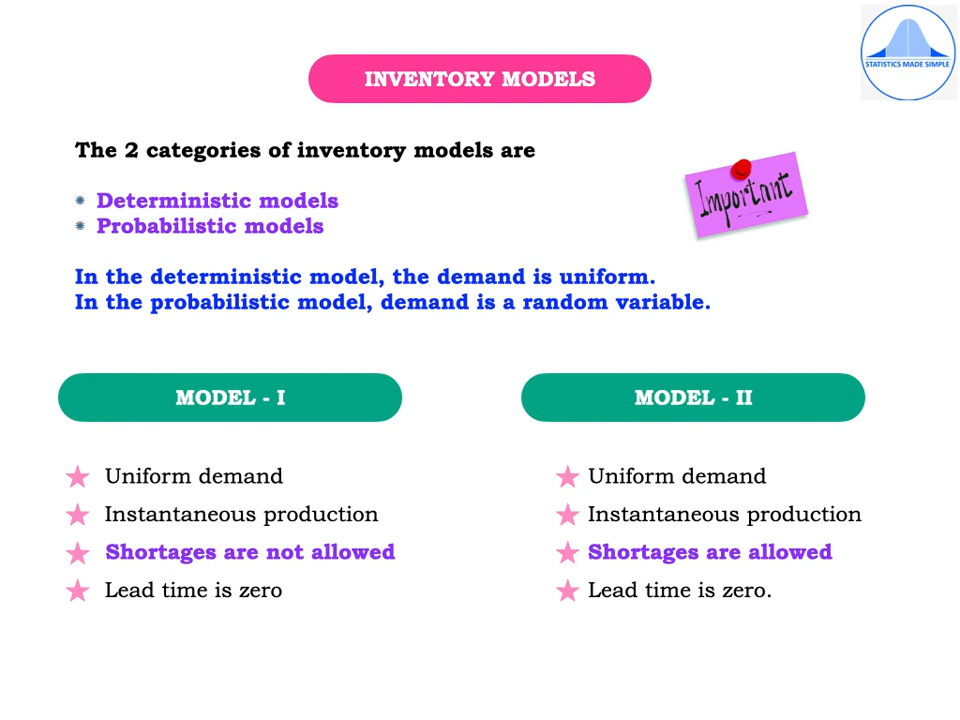 STATISTICS MADE SIMPLE
INVENTORY MODELS
The 2 categories of inventory models are
Deterministic models
Probabilistic models
Important
In the deterministic model, the demand is uniform.
In the probabilistic model, demand is a random variable.
MODEL - I
Uniform demand
Instantaneous production
Shortages are not allowed
Lead time is zero
MODEL - II
Uniform demand
Instantaneous production
Shortages are allowed
Lead time is zero.